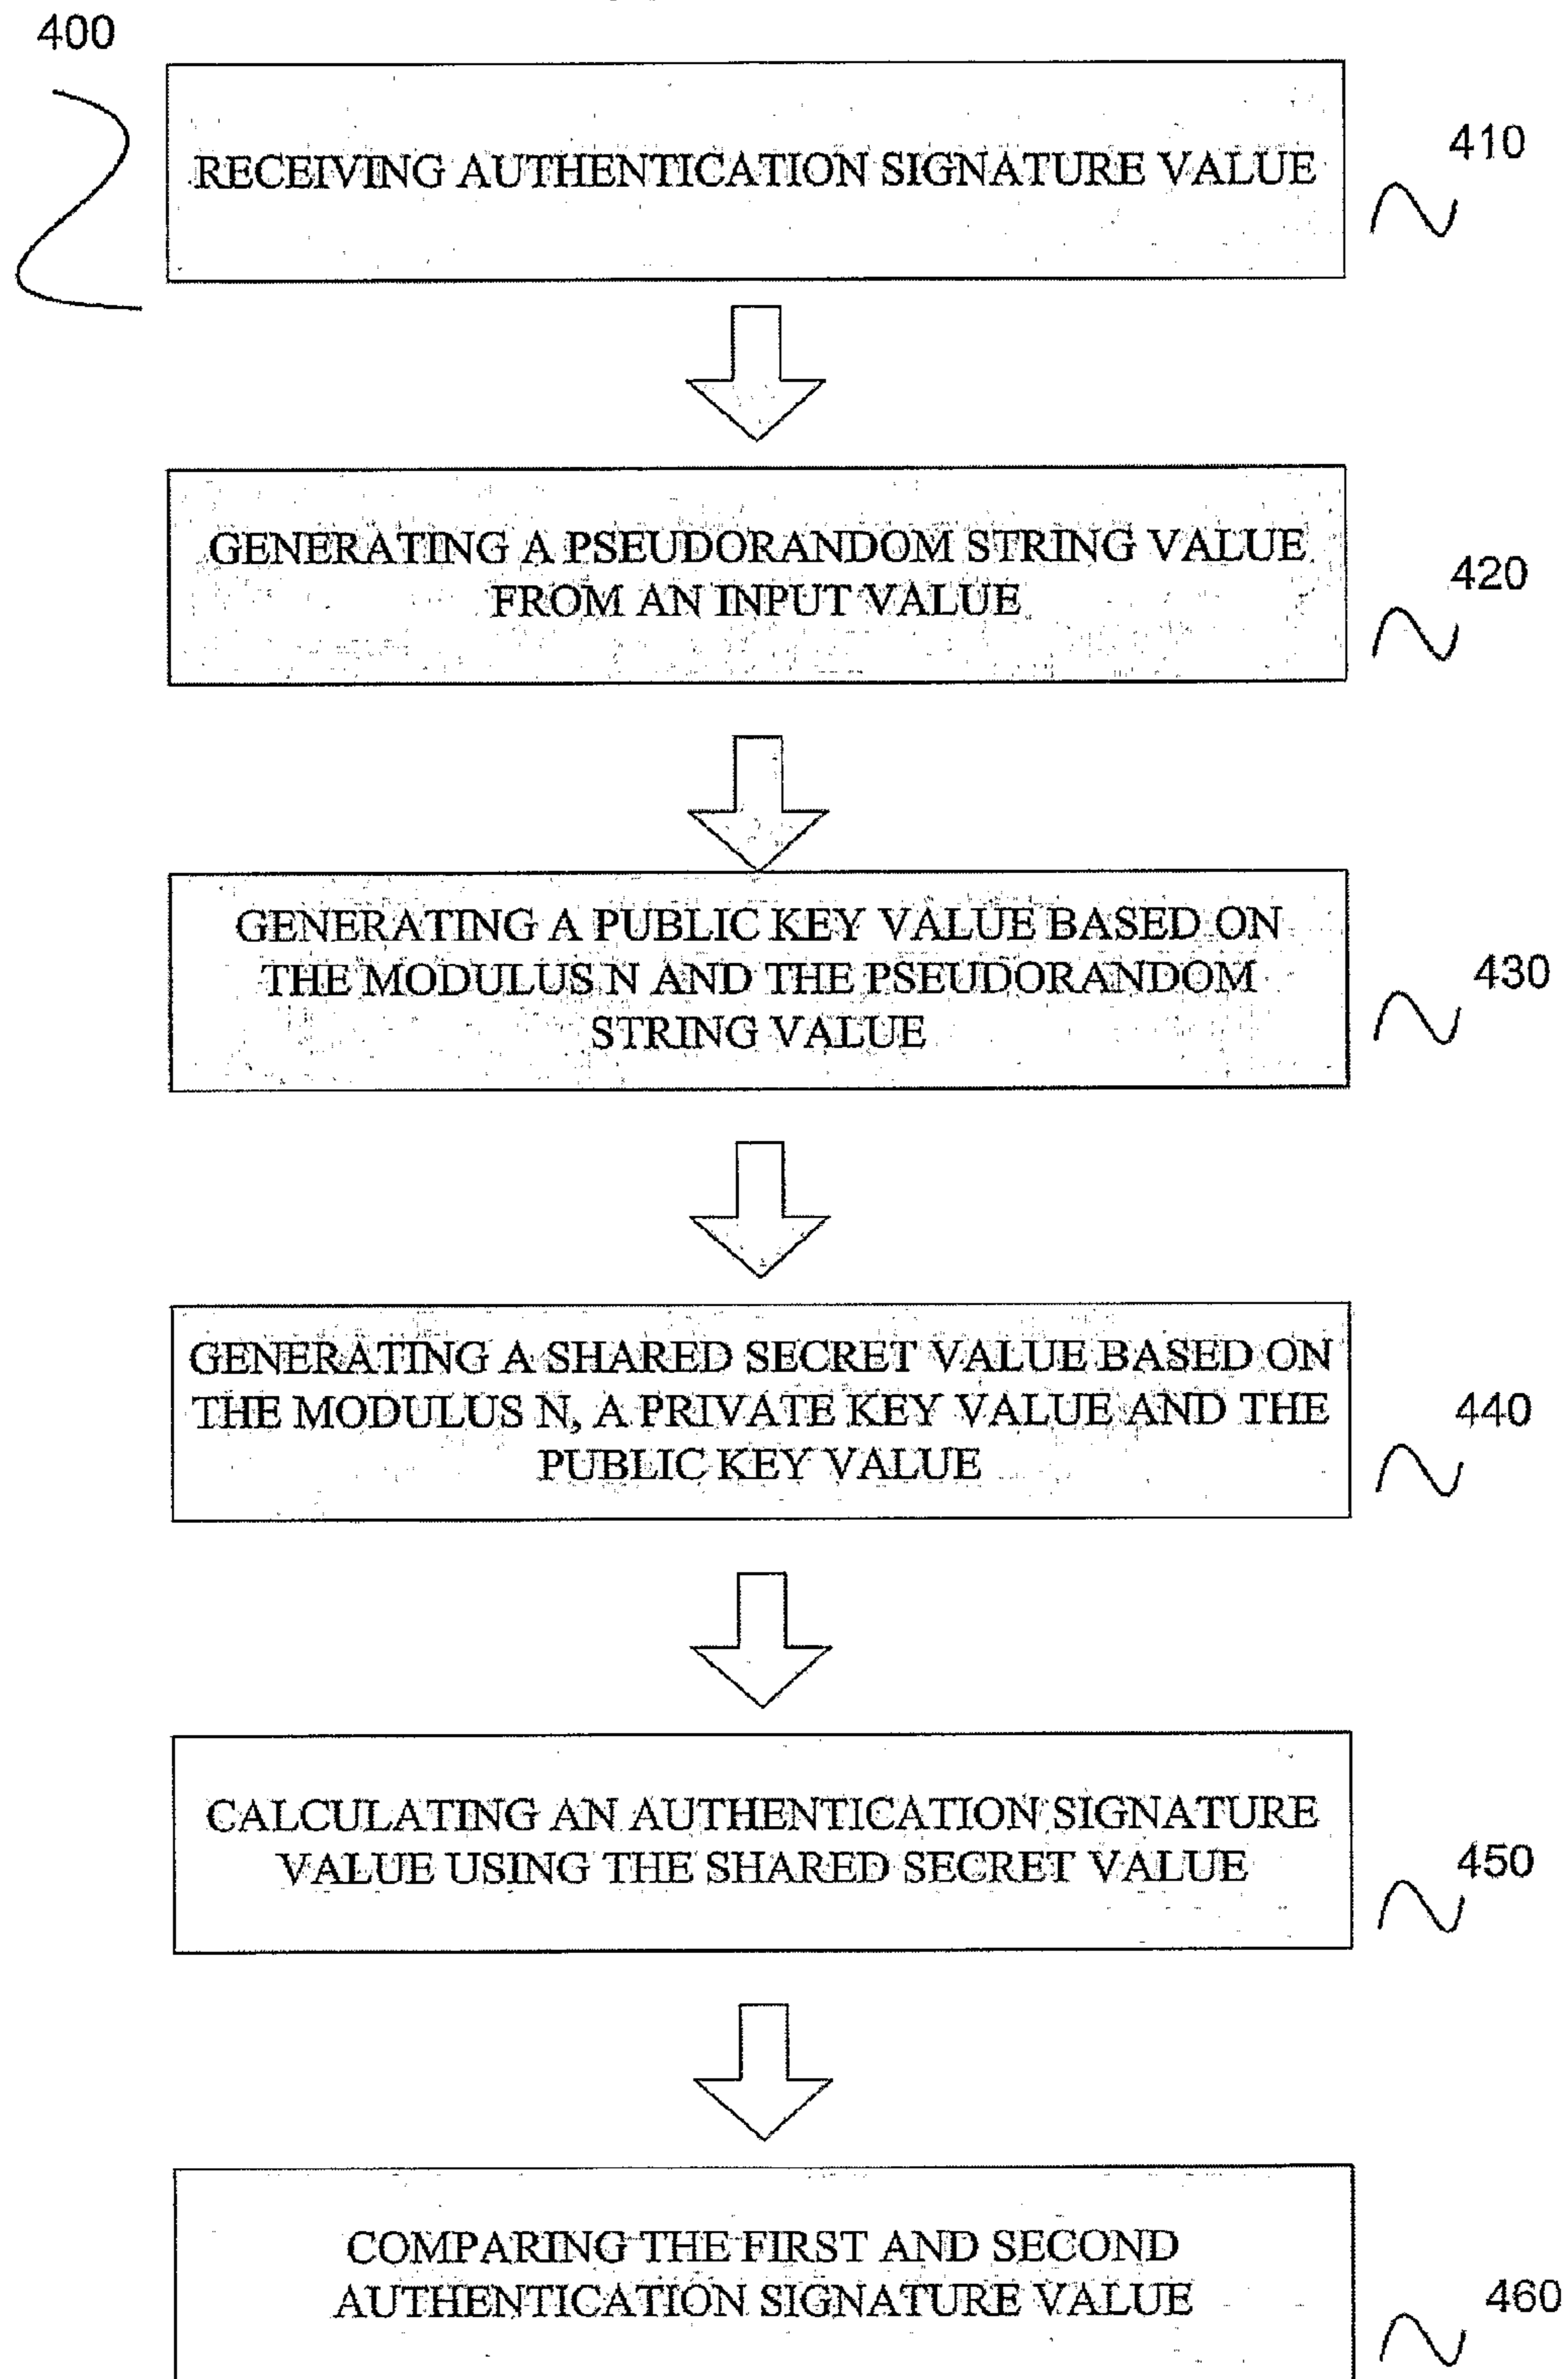 400
RECEIVING AUTHENTICATION SIGNATURE VALUE
410
GENERATING A PSEUDORANDOM STRING VALUE
FROM AN INPUT VALUE
420
GENERATING A PUBLIC KEY VALUE BASED ON
THE MODULUS N AND THE PSEUDORANDOM
STRING VALUE
430
GENERATING A SHARED SECRET VALUE BASED ON
THE MODULUS N, A PRIVATE KEY VALUE AND THE
PUBLIC KEY VALUE
440
CALCULATING AN AUTHENTICATION SIGNATURE
VALUE USING THE SHARED SECRET VALUE
450
COMPARING THE FIRST AND SECOND
AUTHENTICATION SIGNATURE VALUE
460